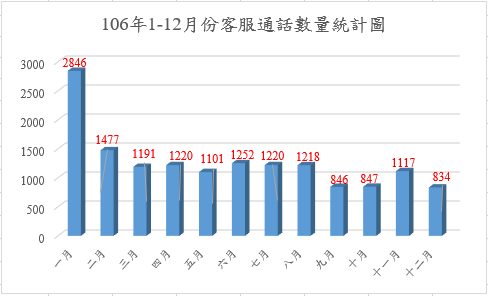 106年1-12月份客服通話數量統計圖
3000
2500
2000
1500
1000
500
0
2846
1477
1191
1220
1101
1252
1220
1218
846
847
1117
834
一月
二月
三月
四月
五月
六月
七月
八月
九月
十月
十一月
十二月